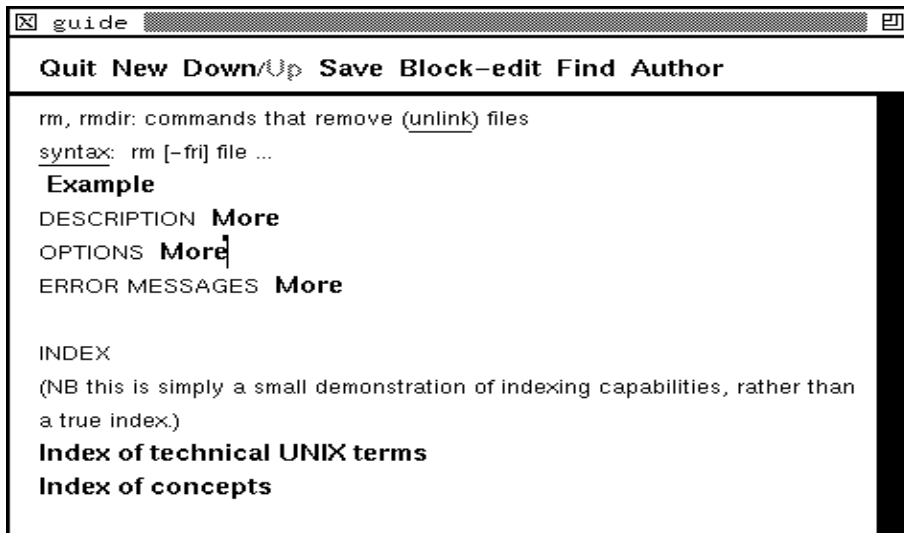 guide
Quit New Down/Up Save Block-edit Find Author
rm, rmdir: commands that remove (unlink) files
syntax: rm [-fri] file ...
Example
DESCRIPTION More
OPTIONS More
ERROR MESSAGES More
INDEX
(NB this is simply a small demonstration of indexing capabilities, rather than
a true index.)
Index of technical UNIX terms
Index of concepts